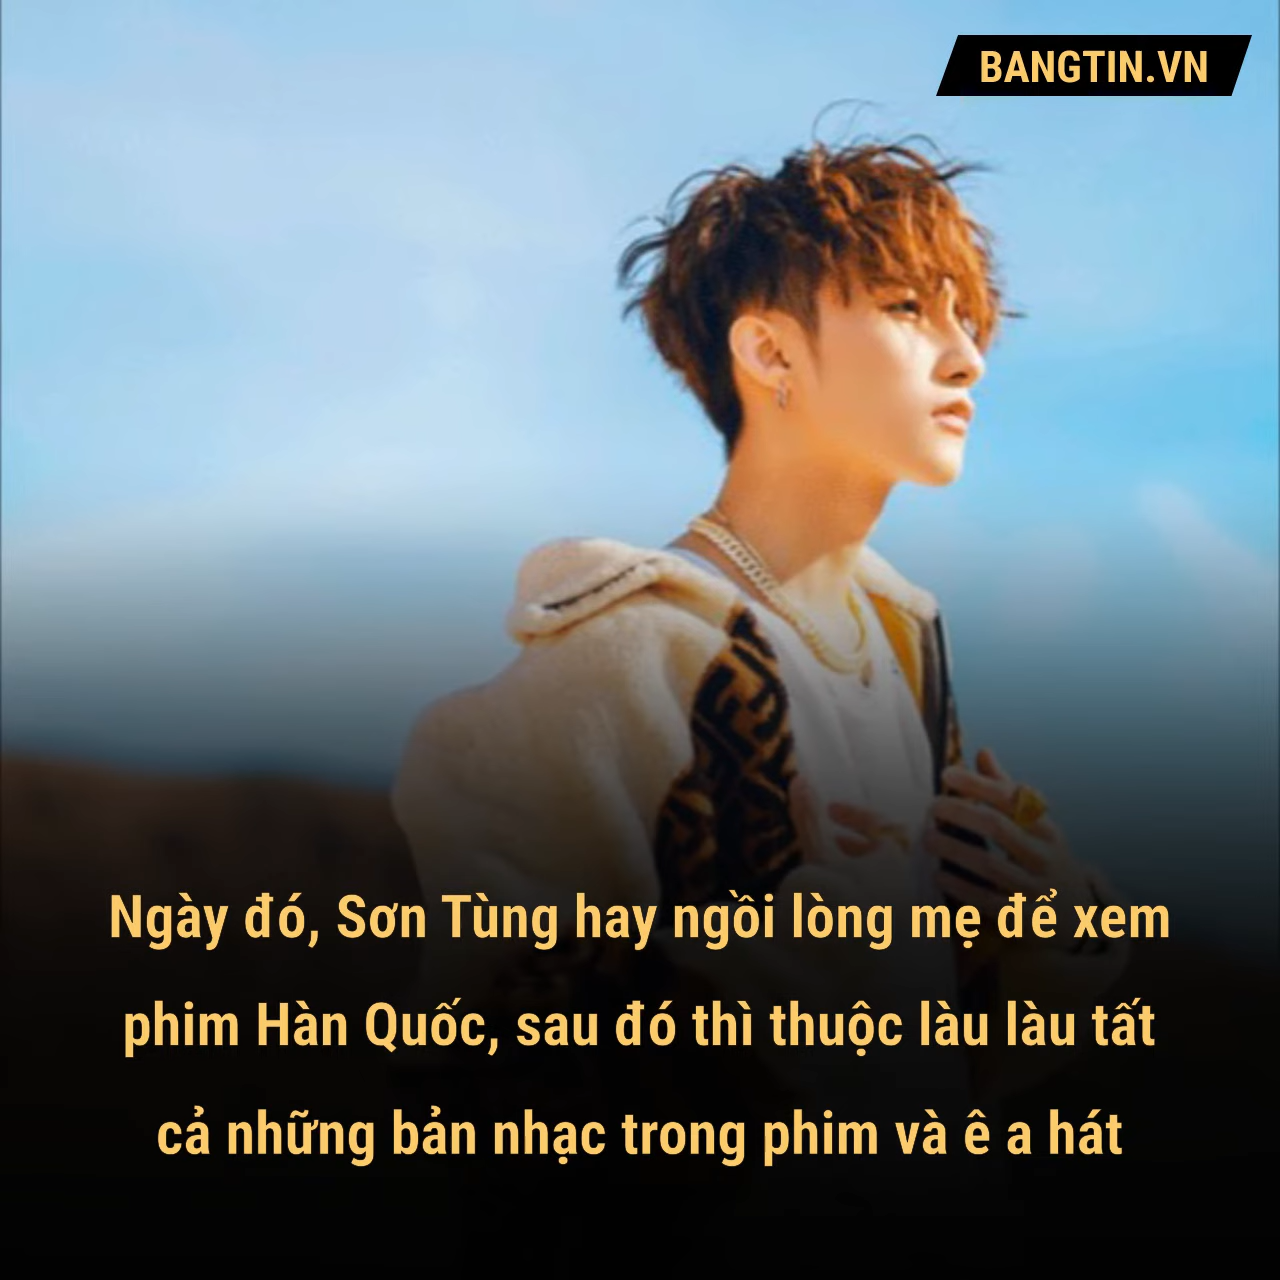 BANGTIN.VN
Ngày đó, Sơn Tùng hay ngồi lòng mẹ để xem
phim Hàn Quốc, sau đó thì thuộc làu làu tất
cả những bản nhạc trong phim và ê a hát